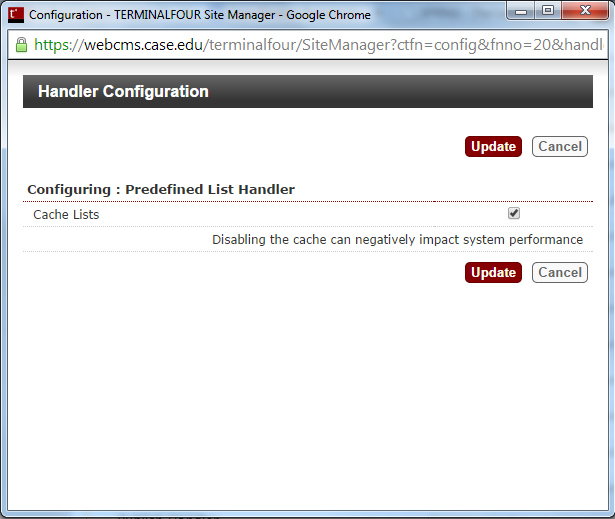 Configuration - TERMINALFOUR Site Manager - Google Chrome
https://webcms.case.edu/terminalfour/SiteManager?ctfn=config&fnno=20&handl
Handler Configuration
Update Cancel
Configuring : Predefined List Handler
Cache Lists
Disabling the cache can negatively impact system performance
Update Cancel